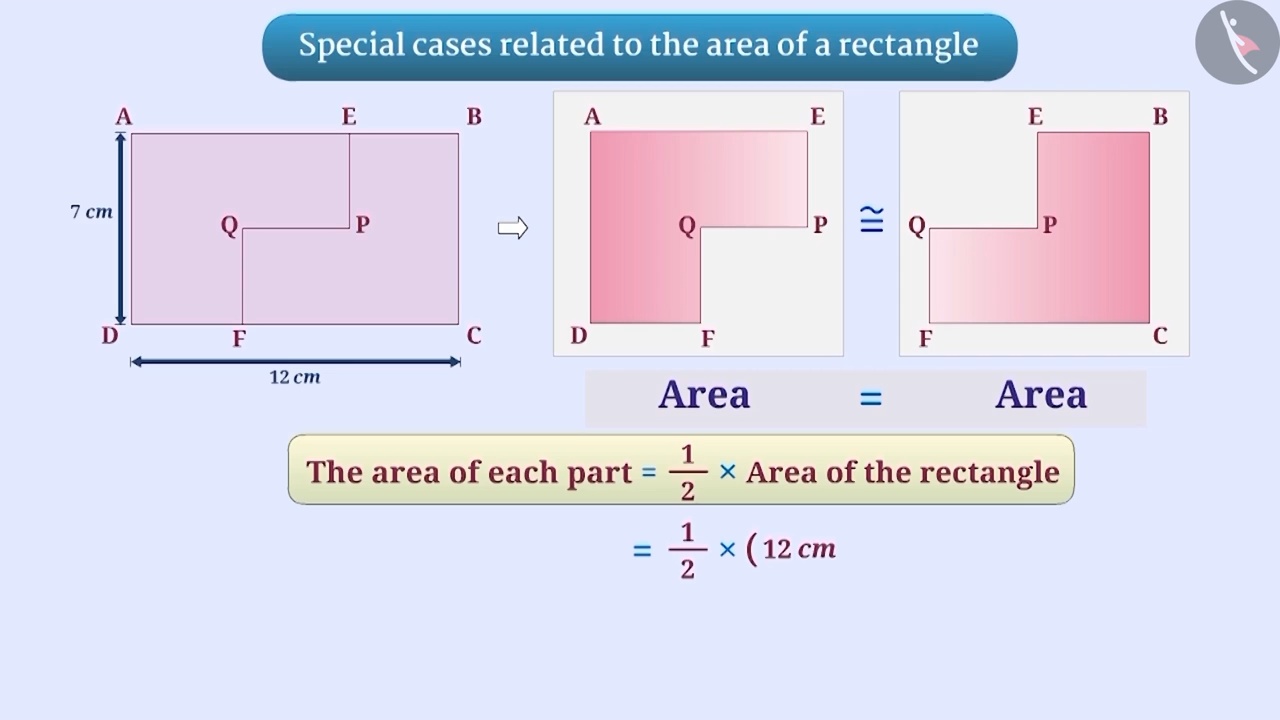 Special cases related to the area of a rectangle
A E B
7 cm
Q P
D F C
12 cm
A E
Q P
D F
≅
E B
Q P
F C
Area = Area
The area of each part = 1/2 × Area of the rectangle
= 1/2 × (12 cm